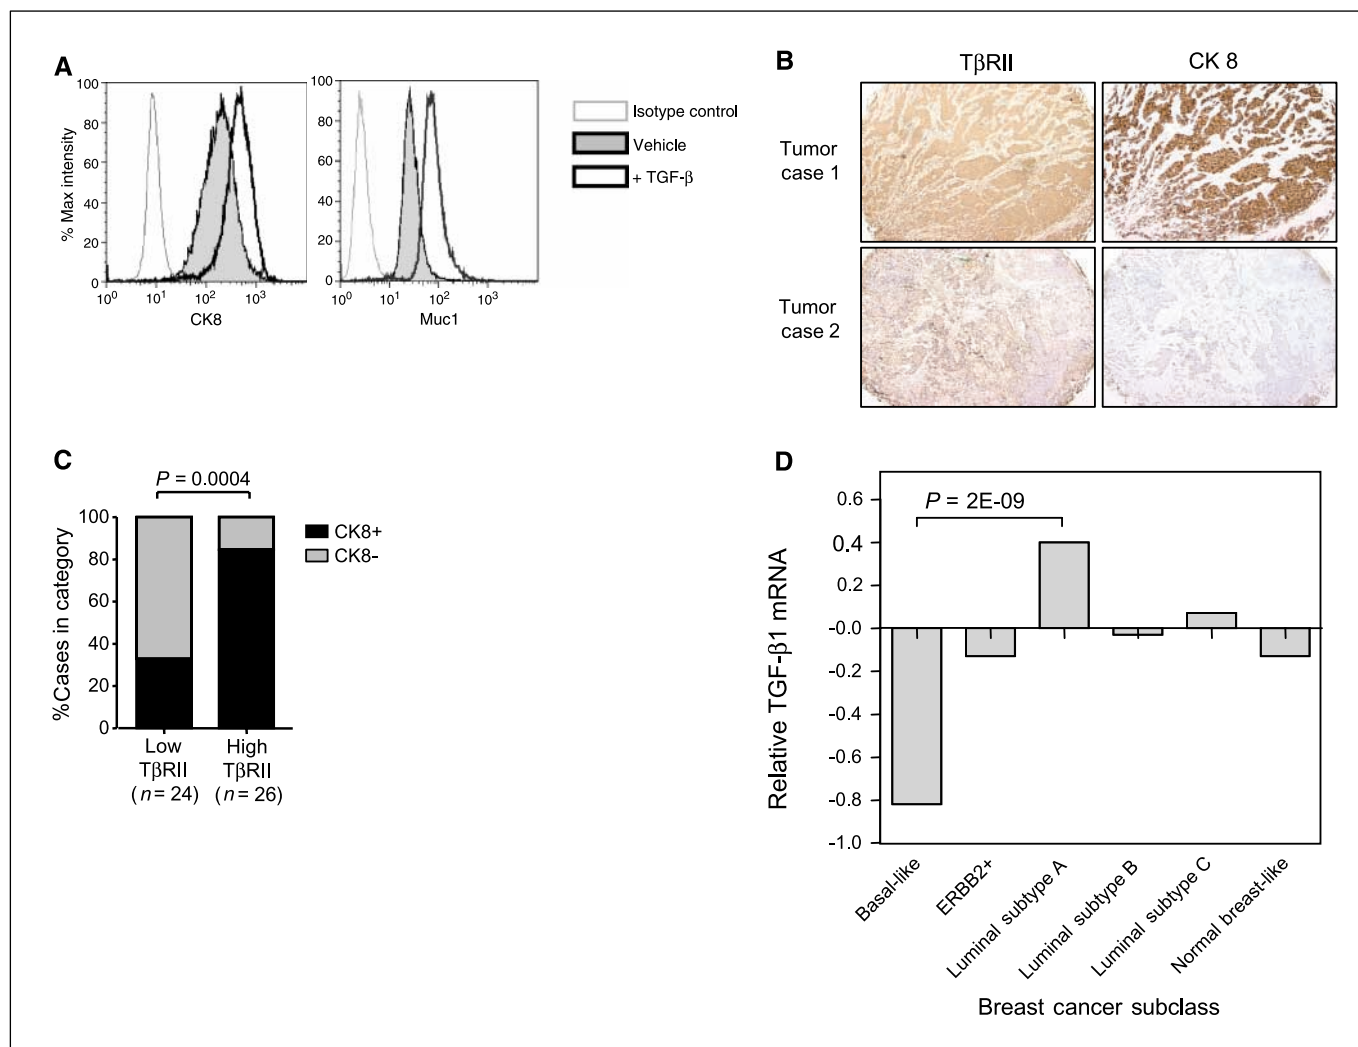 A
100
80
60
40
20
0
% Max intensity
10⁰ 10¹ 10² 10³
CK8
100
80
60
40
20
0
10⁰ 10¹ 10² 10³
Muc1
Isotype control
Vehicle
+ TGF-β
B
TβRII CK 8
Tumor
case 1
Tumor
case 2
C
P = 0.0004
100
80
60
40
20
0
%Cases in category
CK8+
CK8-
Low High
TβRII TβRII
(n = 24) (n = 26)
D
P = 2E-09
0.6
0.4
0.2
-0.0
-0.2
-0.4
-0.6
-0.8
-1.0
Relative TGF-β1 mRNA
Basal-like
ERBB2+
Luminal subtype A
Luminal subtype B
Luminal subtype C
Normal breast-like
Breast cancer subclass